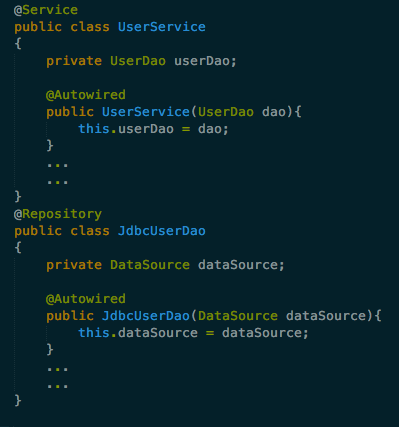 @Service
public class UserService
{
    private UserDao userDao;

    @Autowired
    public UserService(UserDao dao){
        this.userDao = dao;
    }
    ...
    ...
}
@Repository
public class JdbcUserDao
{
    private DataSource dataSource;

    @Autowired
    public JdbcUserDao(DataSource dataSource){
        this.dataSource = dataSource;
    }
    ...
    ...
}